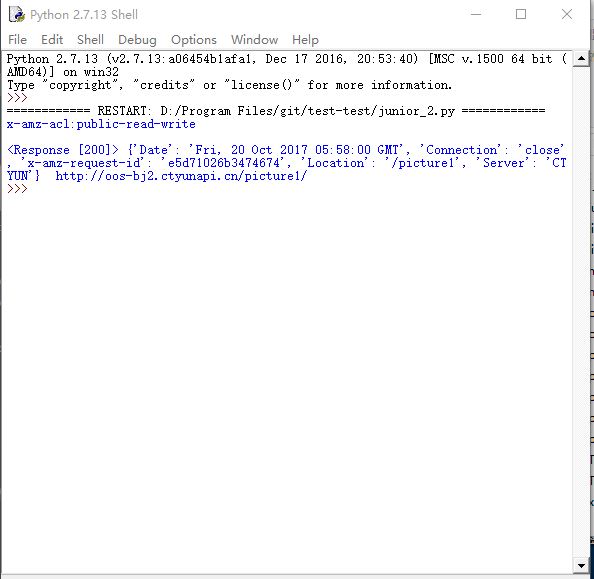 Python 2.7.13 Shell
File Edit Shell Debug Options Window Help
Python 2.7.13 (v2.7.13:a06454b1afa1, Dec 17 2016, 20:53:40) [MSC v.1500 64 bit (
AMD64)] on win32
Type "copyright", "credits" or "license()" for more information.
>>>
============ RESTART: D:/Program Files/git/test-test/junior_2.py ============
x-amz-acl:public-read-write
<Response [200]> {'Date': 'Fri, 20 Oct 2017 05:58:00 GMT', 'Connection': 'close'
, 'x-amz-request-id': 'e5d71026b3474674', 'Location': '/picture1', 'Server': 'CT
YUN'}  http://oos-bj2.ctyunapi.cn/picture1/
>>>